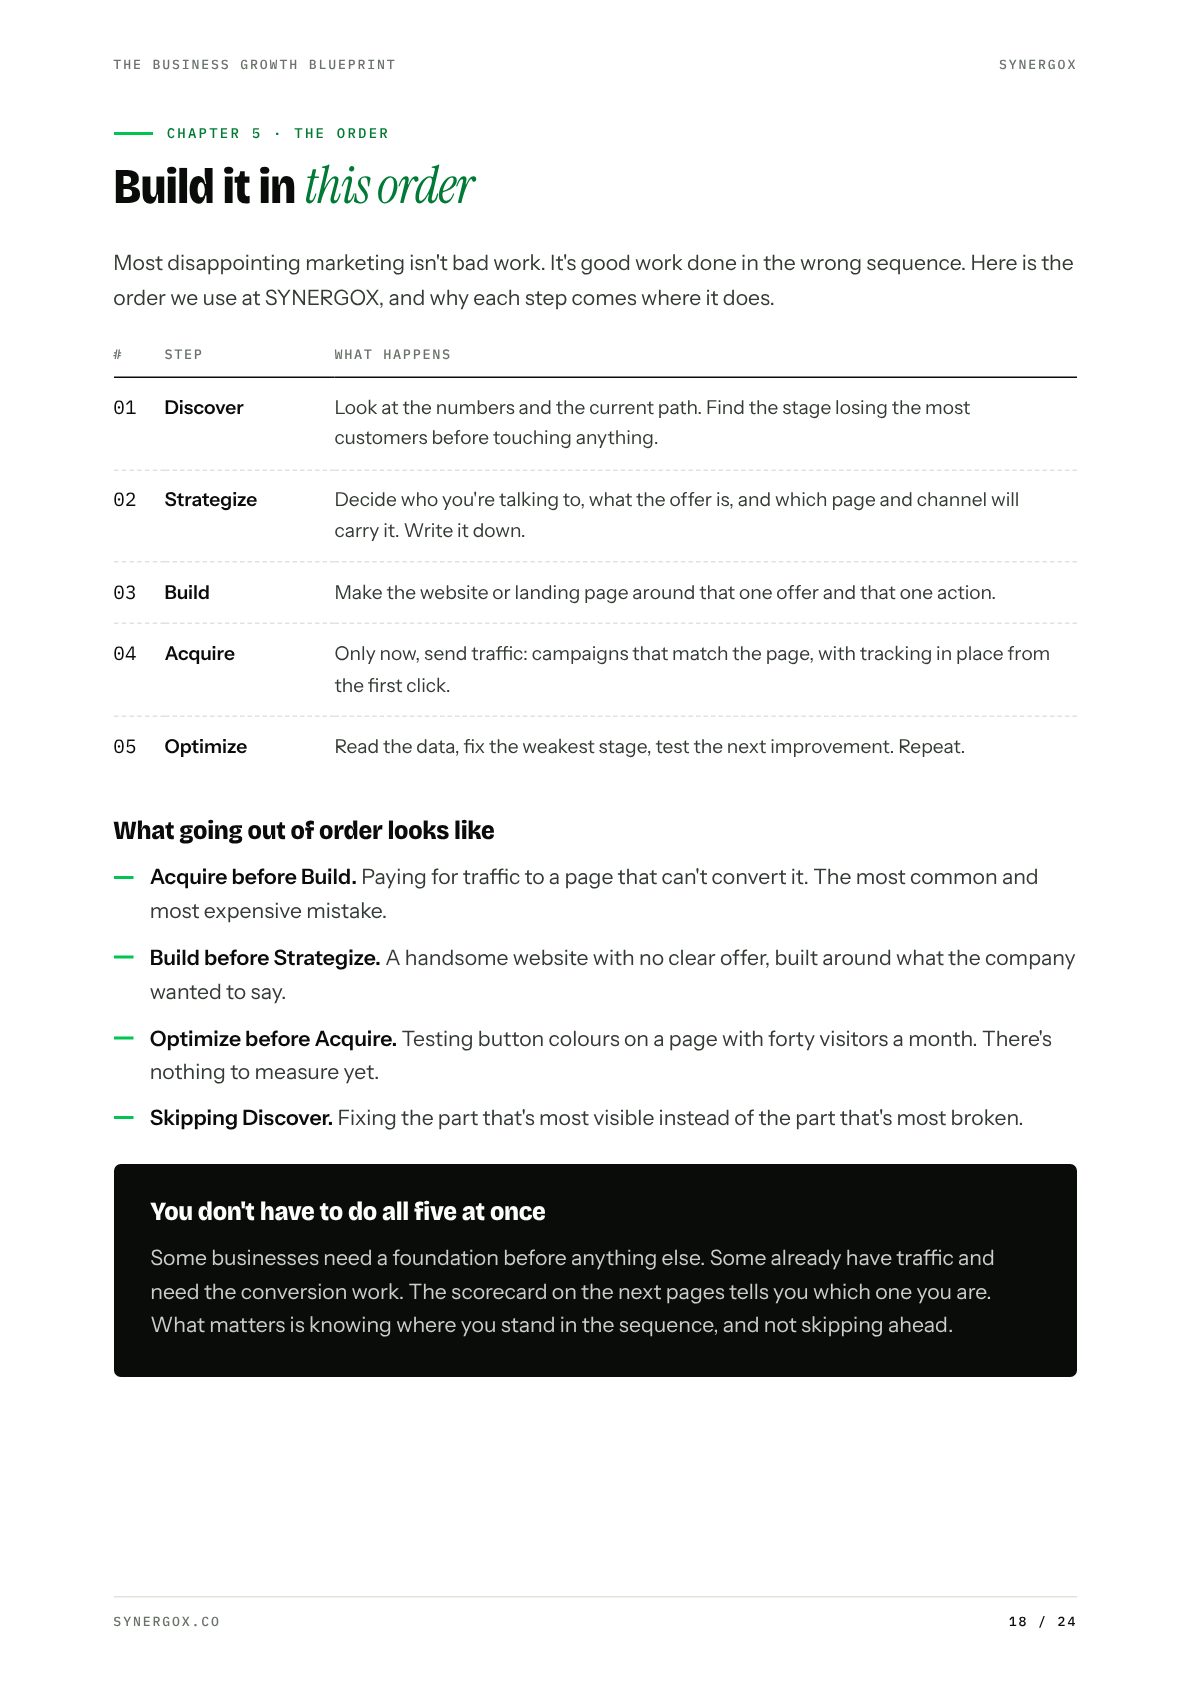 THE BUSINESS GROWTH BLUEPRINT
SYNERGOX
CHAPTER 5 · THE ORDER
Build it in this order
Most disappointing marketing isn't bad work. It's good work done in the wrong sequence. Here is the
order we use at SYNERGOX, and why each step comes where it does.
# STEP WHAT HAPPENS
01 Discover Look at the numbers and the current path. Find the stage losing the most
customers before touching anything.
02 Strategize Decide who you're talking to, what the offer is, and which page and channel will
carry it. Write it down.
03 Build Make the website or landing page around that one offer and that one action.
04 Acquire Only now, send traffic: campaigns that match the page, with tracking in place from
the first click.
05 Optimize Read the data, fix the weakest stage, test the next improvement. Repeat.
What going out of order looks like
Acquire before Build. Paying for traffic to a page that can't convert it. The most common and
most expensive mistake.
Build before Strategize. A handsome website with no clear offer, built around what the company
wanted to say.
Optimize before Acquire. Testing button colours on a page with forty visitors a month. There's
nothing to measure yet.
Skipping Discover. Fixing the part that's most visible instead of the part that's most broken.
You don't have to do all five at once
Some businesses need a foundation before anything else. Some already have traffic and
need the conversion work. The scorecard on the next pages tells you which one you are.
What matters is knowing where you stand in the sequence, and not skipping ahead.
SYNERGOX.CO
18 / 24